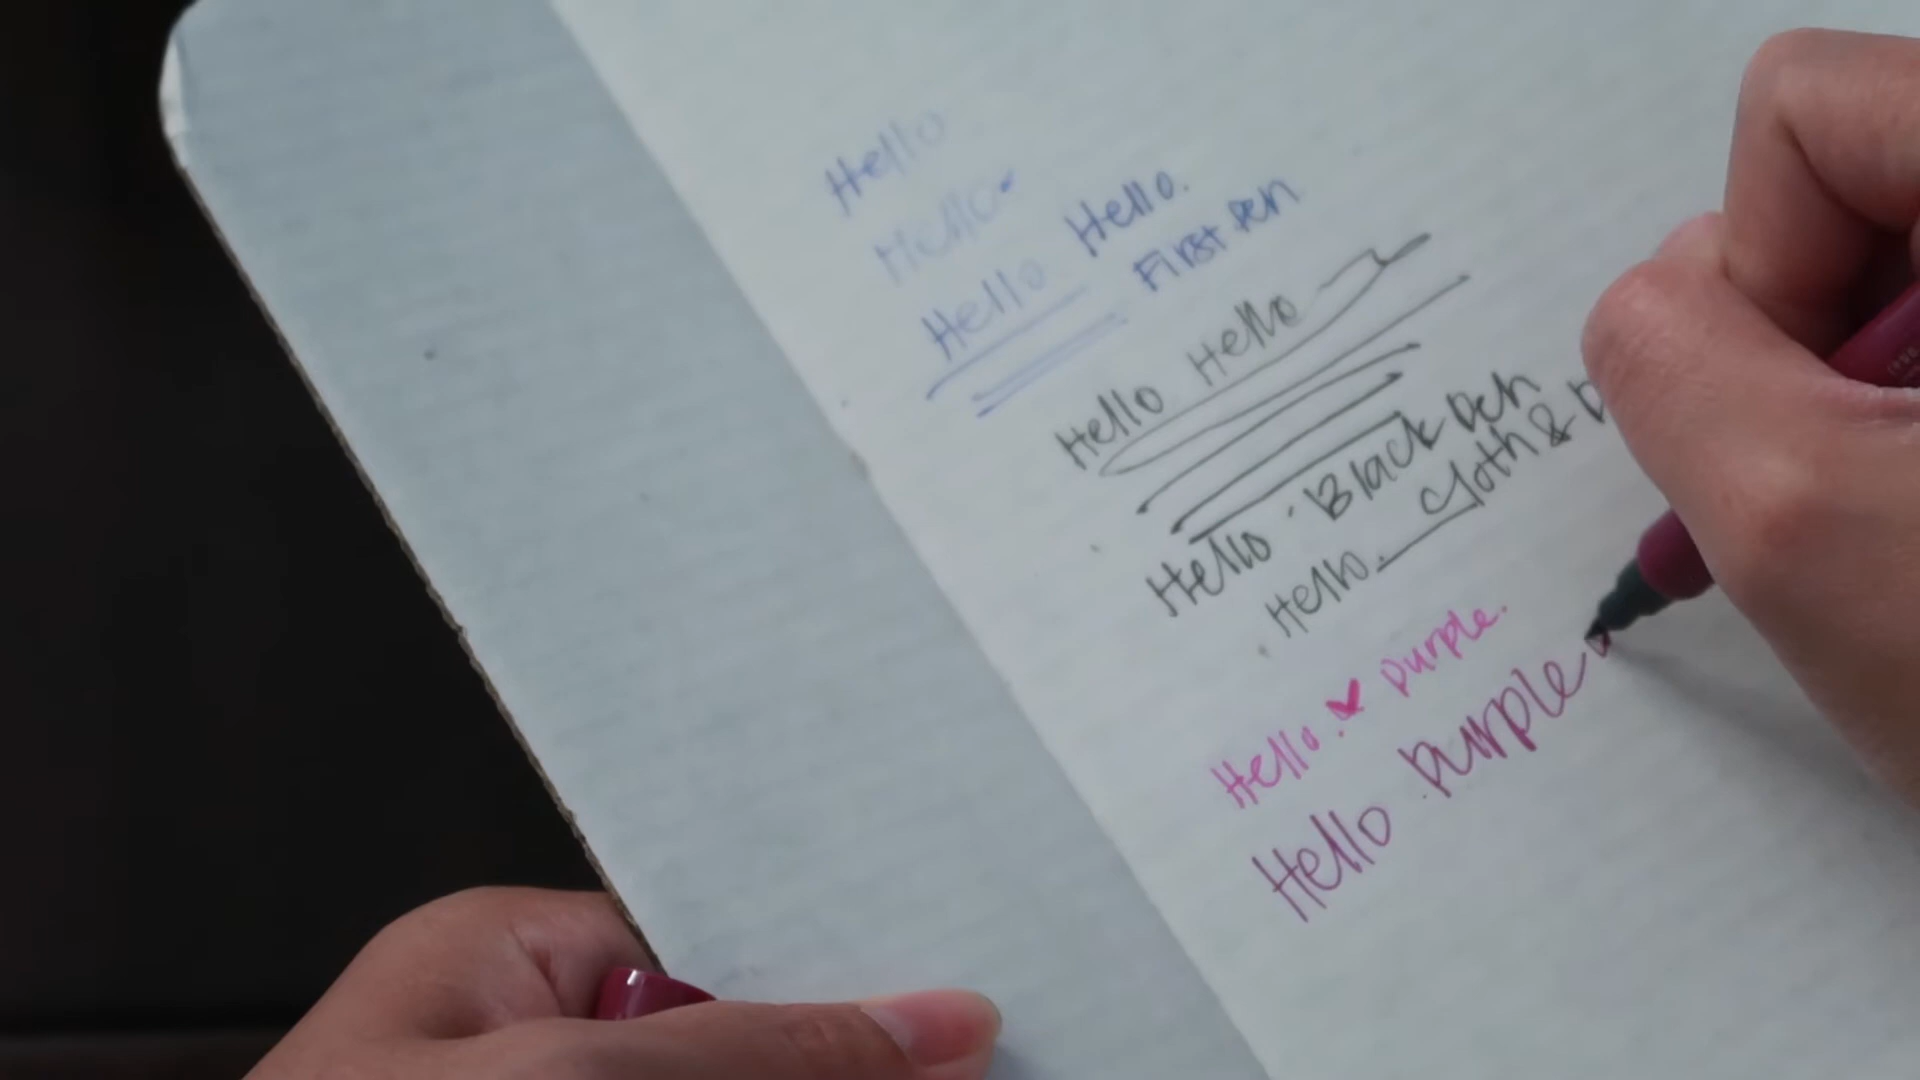 Hello
Hello
Hello Hello.
First Pen
Hello Hello
Hello. Black Pen
Hello. Cloth &
Hello. purple.
Hello purple